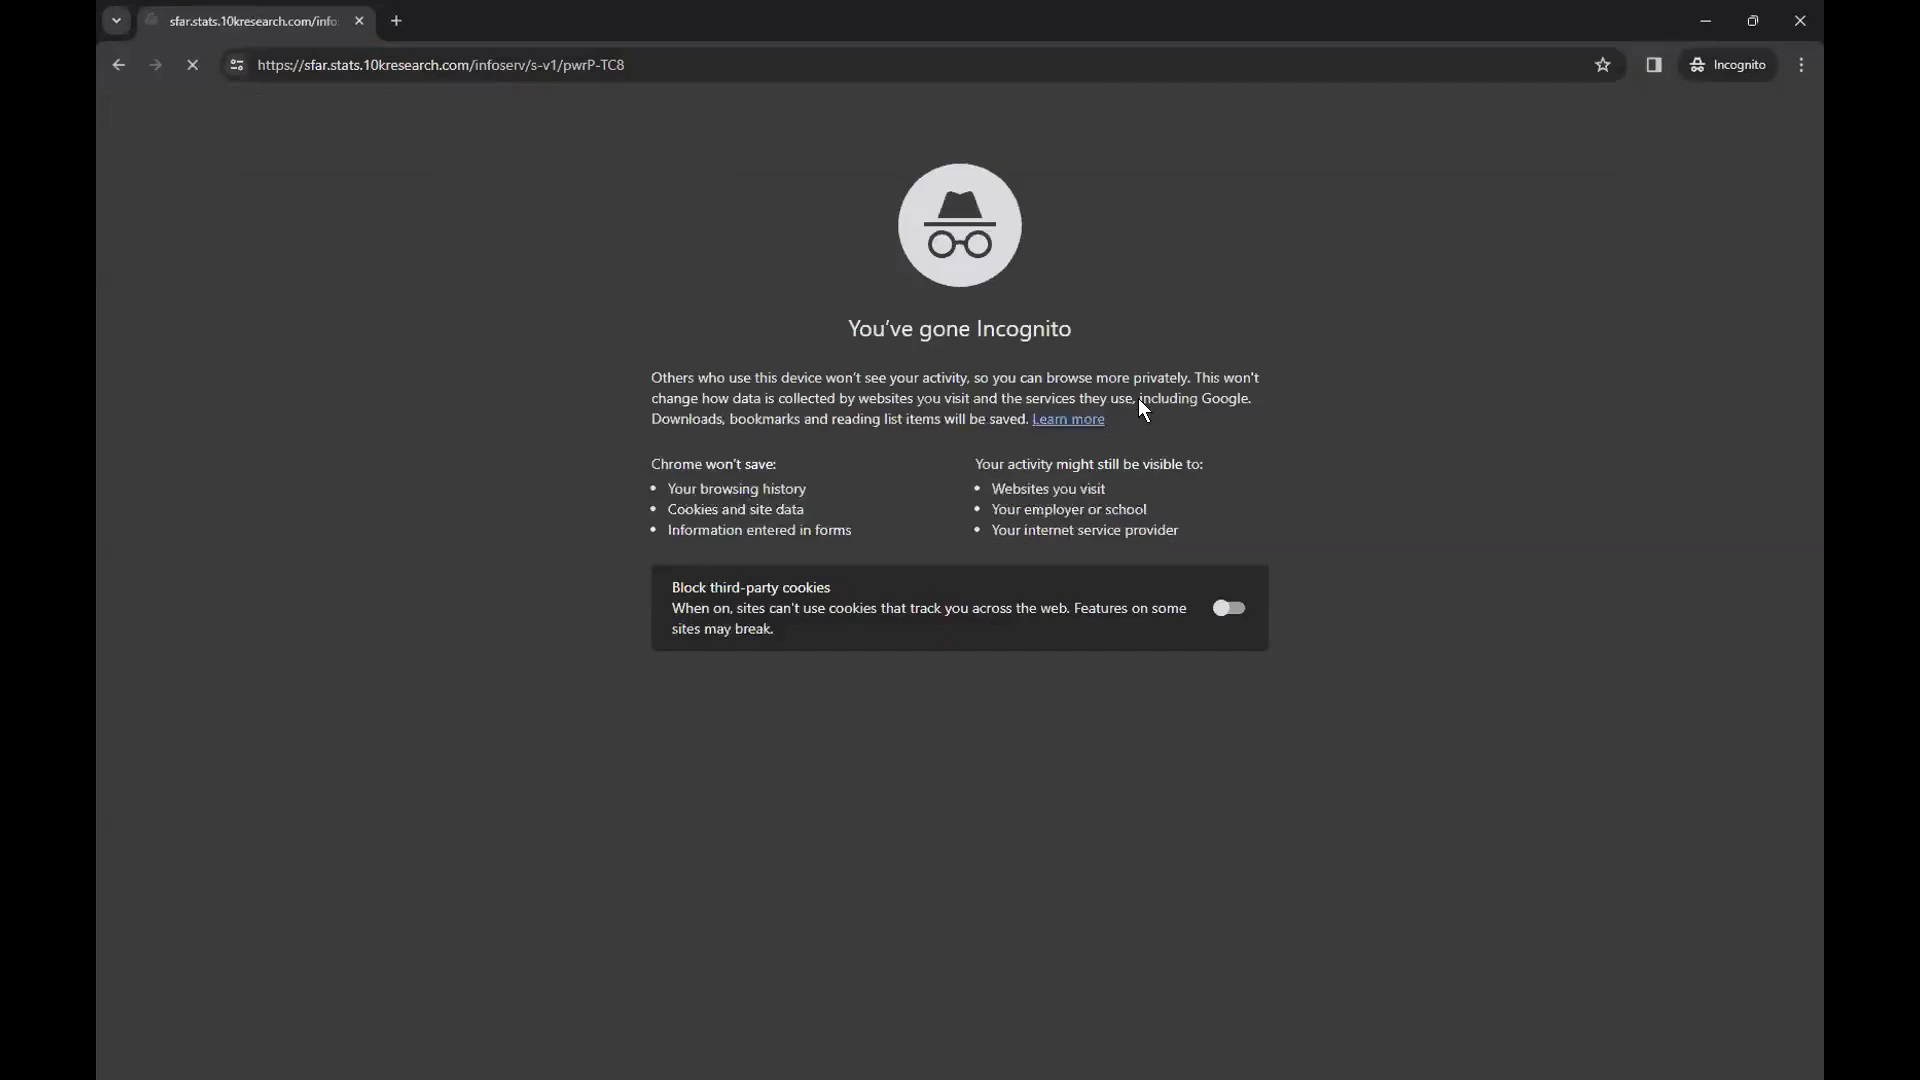 sfar.stats.10kresearch.com/info
https://sfar.stats.10kresearch.com/infoserv/s-v1/pwrP-TC8
Incognito
You've gone Incognito
Others who use this device won't see your activity, so you can browse more privately. This won't
change how data is collected by websites you visit and the services they use, including Google.
Downloads, bookmarks and reading list items will be saved. Learn more
Chrome won't save:
• Your browsing history
• Cookies and site data
• Information entered in forms
Your activity might still be visible to:
• Websites you visit
• Your employer or school
• Your internet service provider
Block third-party cookies
When on, sites can't use cookies that track you across the web. Features on some
sites may break.